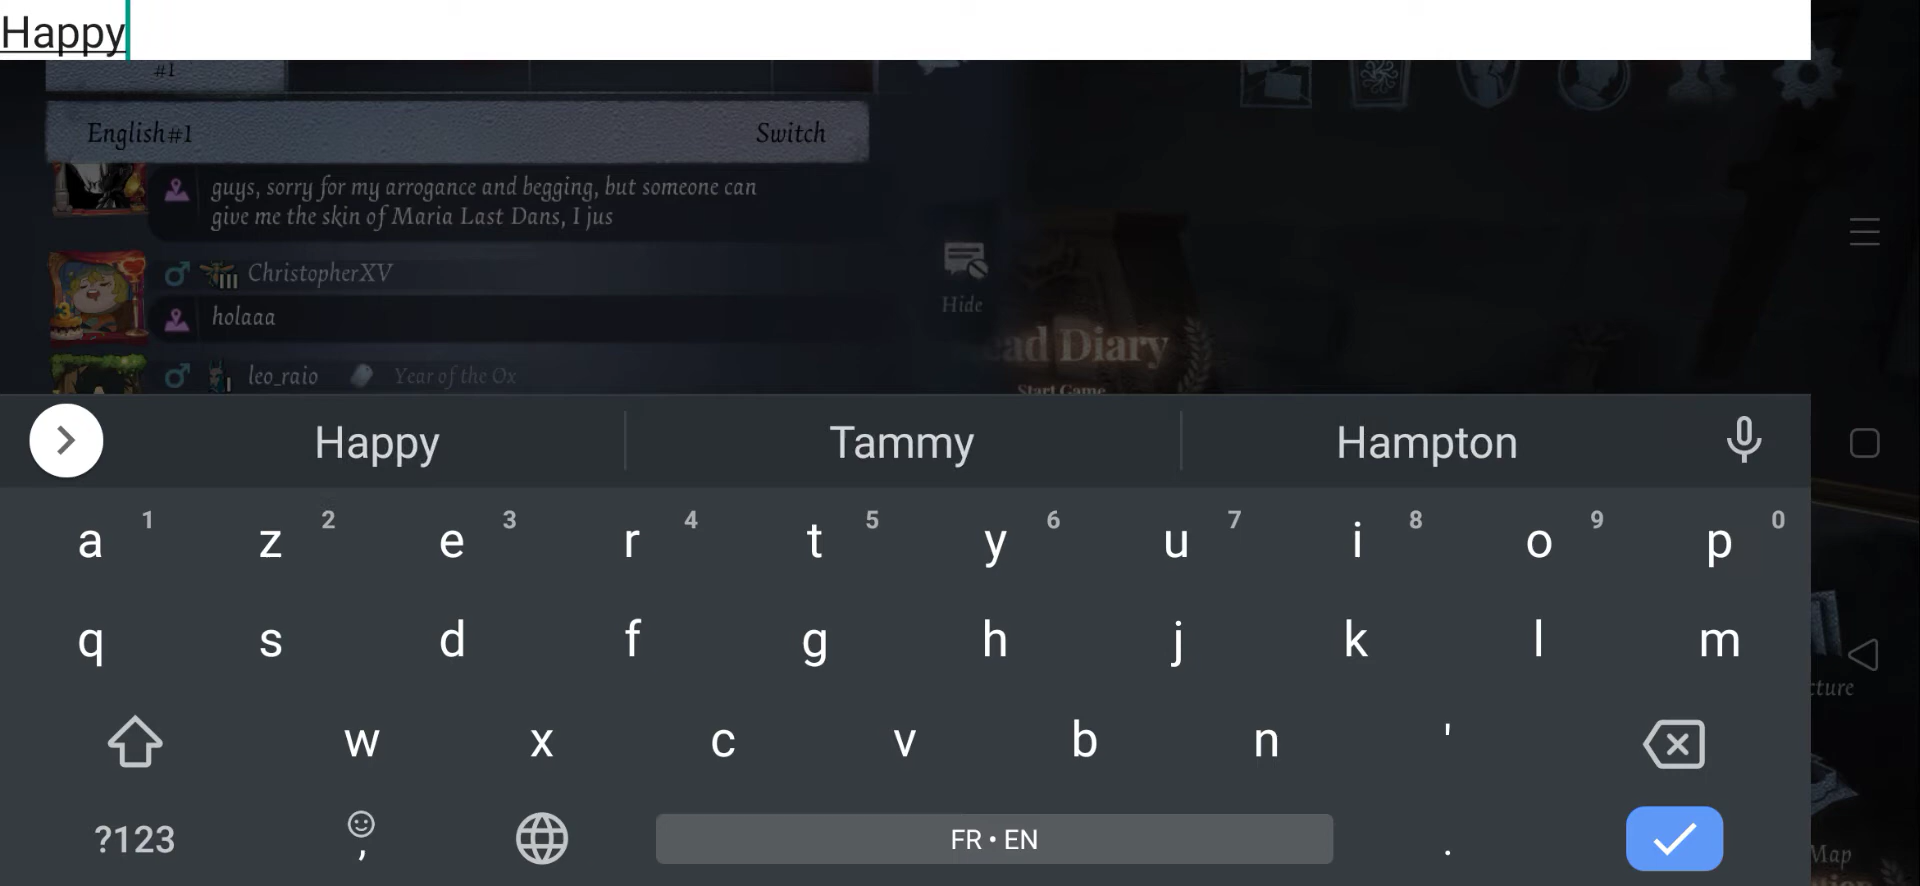 Happy
#1
English#1 Switch
guys, sorry for my arrogance and begging, but someone can
give me the skin of Maria Last Dans, I jus
ChristopherXV
holaaa
Hide
ad Diary
leo_raio Year of the Ox
Start Game
Happy Tammy Hampton
a 1 z 2 e 3 r 4 t 5 y 6 u 7 i 8 o 9 p 0
q s d f g h j k l m
cture
w x c v b n '
?123 , FR • EN .
Map